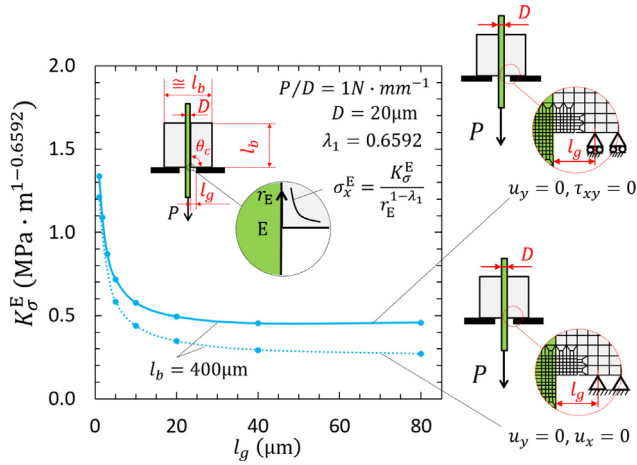 2.0
1.5
1.0
0.5
0.0
0
20
40
60
80
K_σ^E (MPa · m^{1−0.6592})
l_g (μm)
≅ l_b
D
l_b
θ_c
l_g
P
P/D = 1N · mm⁻¹
D = 20μm
λ₁ = 0.6592
σ_x^E = K_σ^E / r_E^{1−λ₁}
r_E
E
l_b = 400μm
D
P
l_g
u_y = 0, τ_xy = 0
D
P
l_g
u_y = 0, u_x = 0